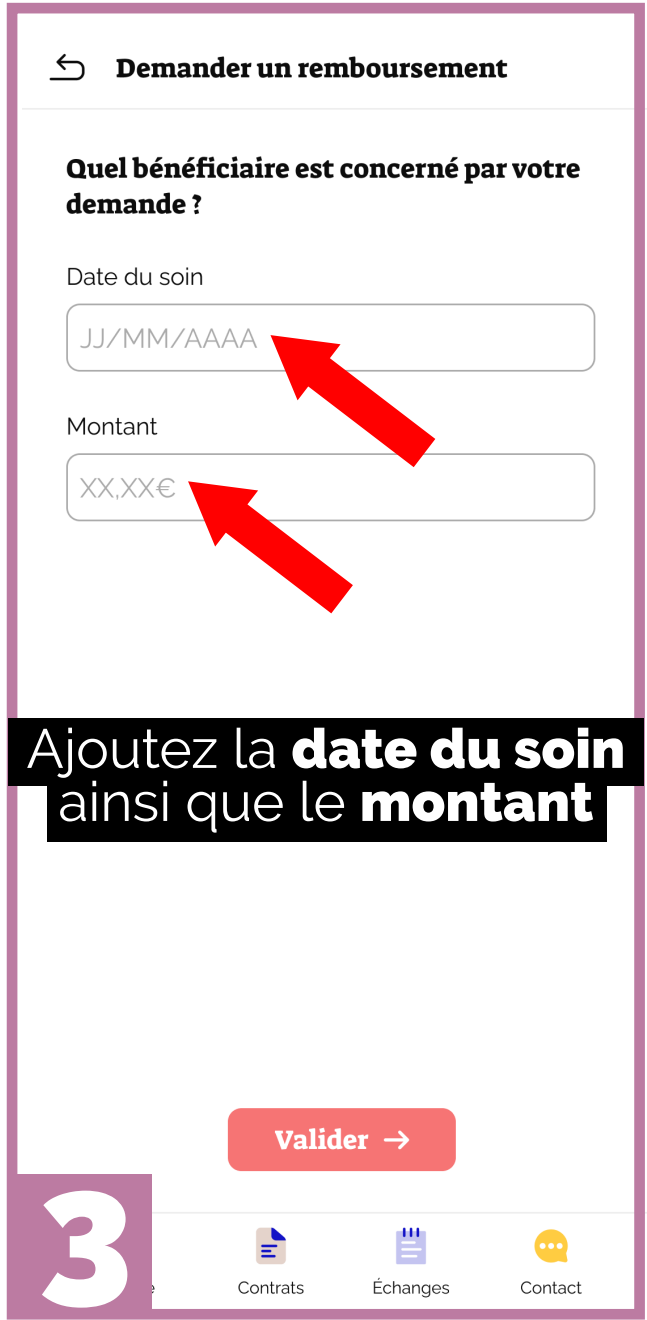 Demander un remboursement
Quel bénéficiaire est concerné par votre
demande ?
Date du soin
JJ/MM/AAAA
Montant
XX,XX€
Ajoutez la date du soin
ainsi que le montant
Valider
3
Contrats
Échanges
Contact